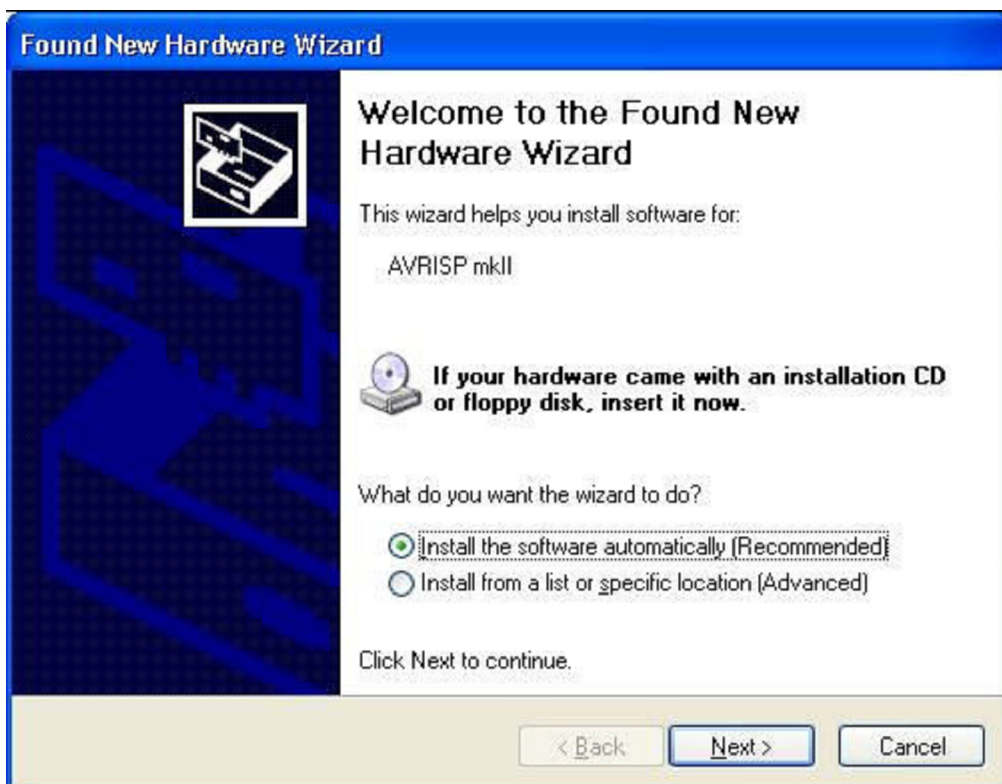 Found New Hardware Wizard
Welcome to the Found New
Hardware Wizard
This wizard helps you install software for:
AVRISP mkII
If your hardware came with an installation CD
or floppy disk, insert it now.
What do you want the wizard to do?
Install the software automatically (Recommended)
Install from a list or specific location (Advanced)
Click Next to continue.
< Back Next > Cancel